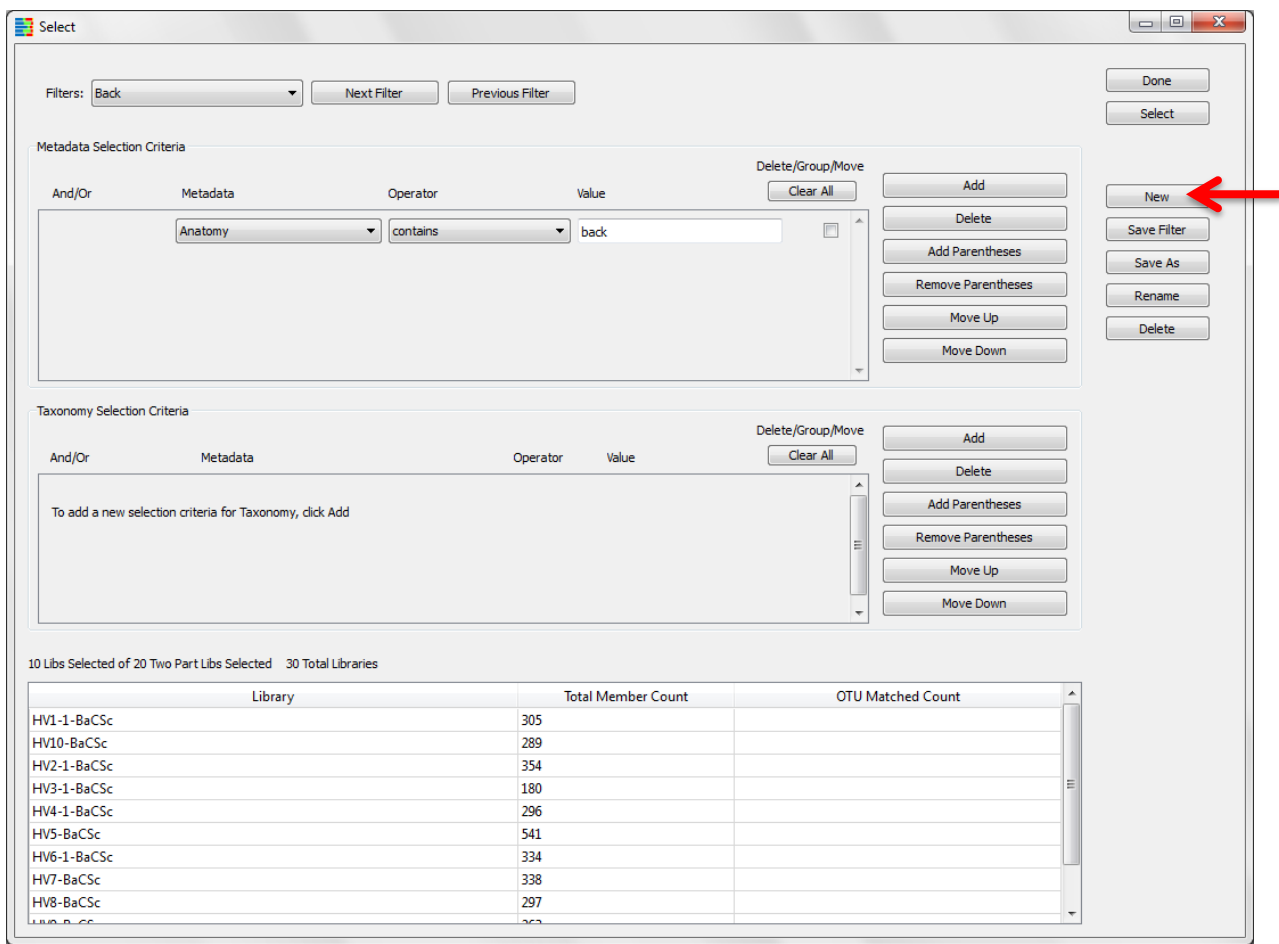 Select
Filters: Back Next Filter Previous Filter
Done
Select
Metadata Selection Criteria
Delete/Group/Move
And/Or Metadata Operator Value Clear All
Anatomy contains back
Add
Delete
Add Parentheses
Remove Parentheses
Move Up
Move Down
New
Save Filter
Save As
Rename
Delete
Taxonomy Selection Criteria
Delete/Group/Move
And/Or Metadata Operator Value Clear All
To add a new selection criteria for Taxonomy, click Add
Add
Delete
Add Parentheses
Remove Parentheses
Move Up
Move Down
10 Libs Selected of 20 Two Part Libs Selected 30 Total Libraries
Library Total Member Count OTU Matched Count
HV1-1-BaCSc 305
HV10-BaCSc 289
HV2-1-BaCSc 354
HV3-1-BaCSc 180
HV4-1-BaCSc 296
HV5-BaCSc 541
HV6-1-BaCSc 334
HV7-BaCSc 338
HV8-BaCSc 297